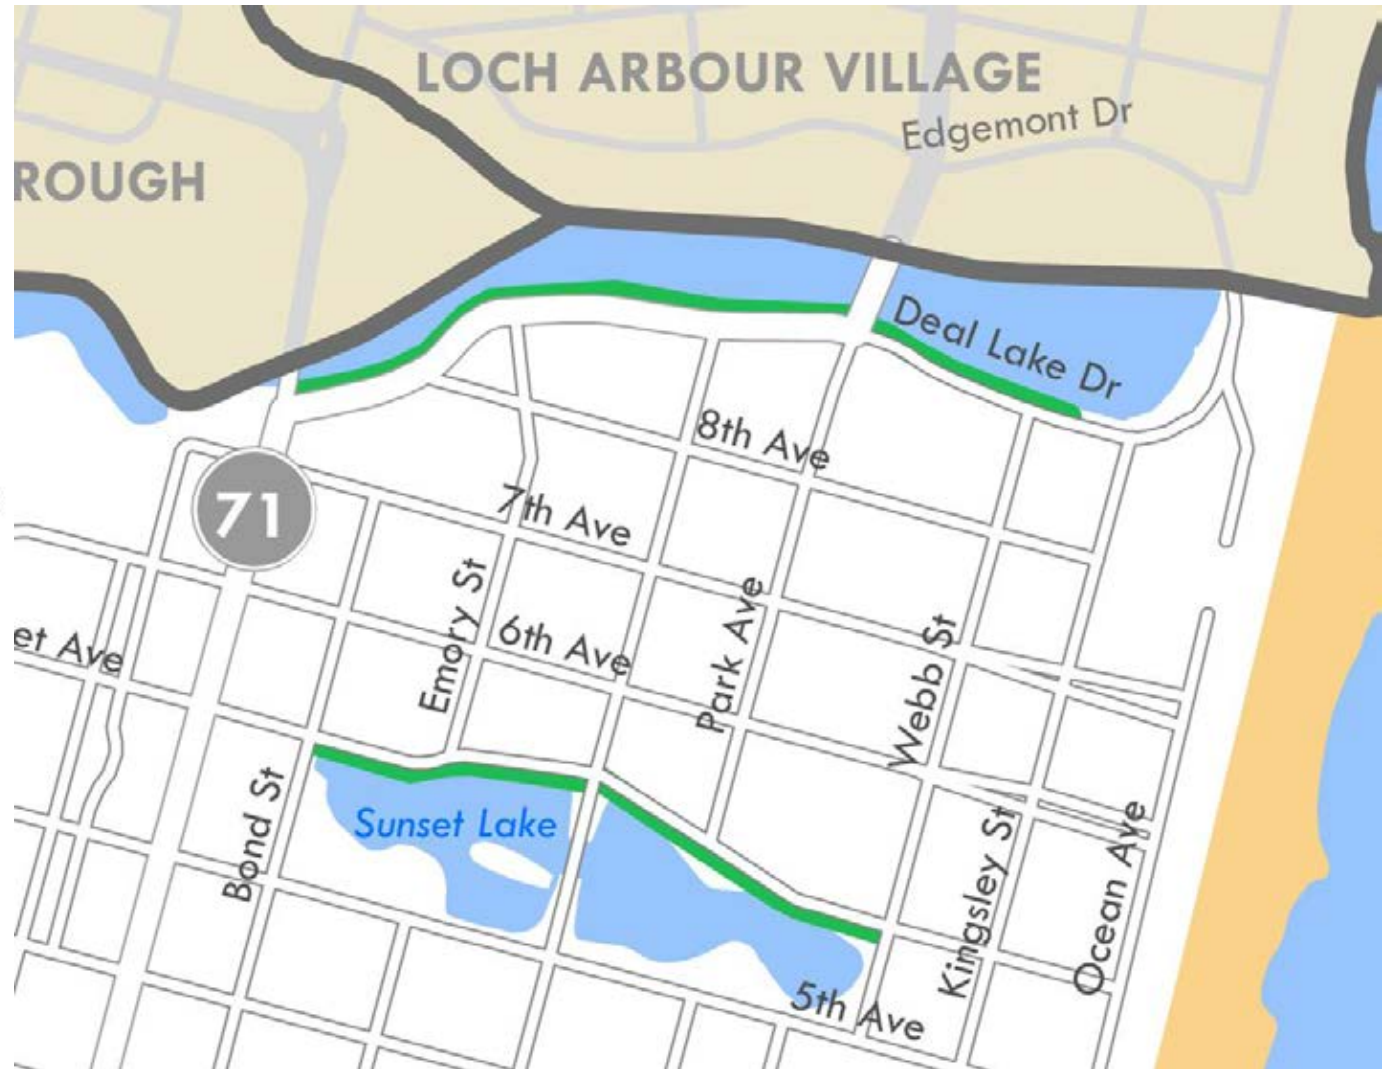 LOCH ARBOUR VILLAGE
Edgemont Dr
ROUGH
Deal Lake Dr
8th Ave
71
7th Ave
Emory St
6th Ave
Park Ave
Webb St
et Ave
Bond St
Sunset Lake
Kingsley St
Ocean Ave
5th Ave